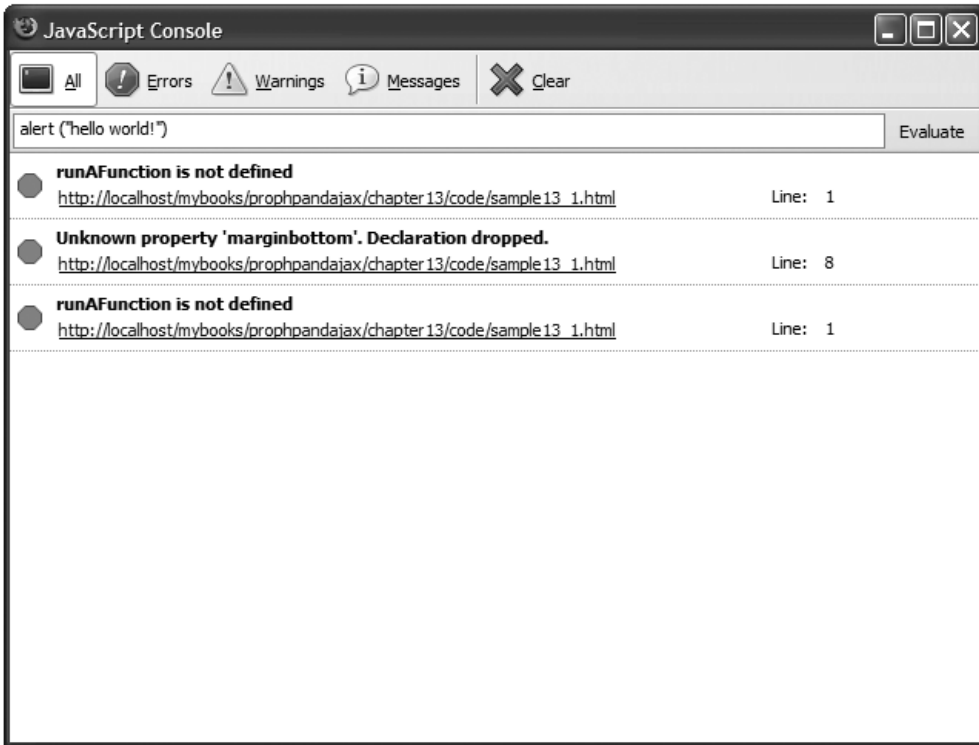 JavaScript Console
All Errors Warnings Messages Clear
alert ("hello world!") Evaluate
runAFunction is not defined
http://localhost/mybooks/prophpandajax/chapter13/code/sample13_1.html Line: 1
Unknown property 'marginbottom'. Declaration dropped.
http://localhost/mybooks/prophpandajax/chapter13/code/sample13_1.html Line: 8
runAFunction is not defined
http://localhost/mybooks/prophpandajax/chapter13/code/sample13_1.html Line: 1